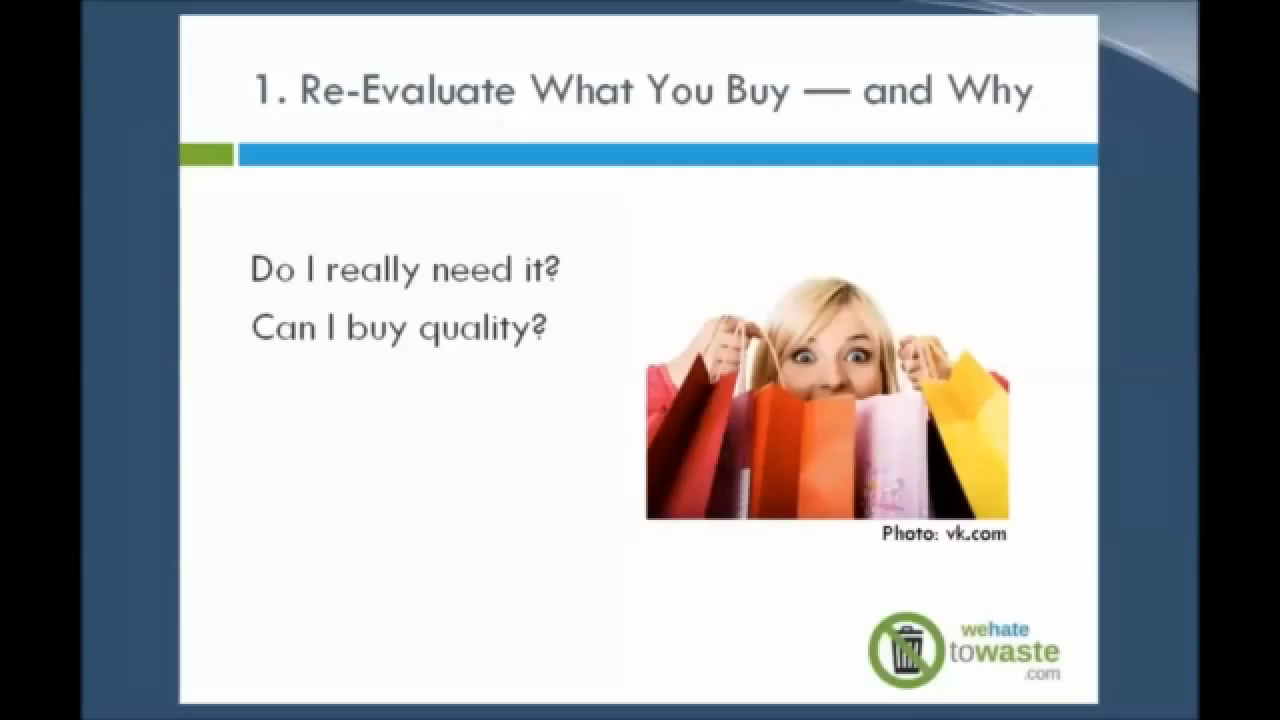 1. Re-Evaluate What You Buy — and Why
Do I really need it?
Can I buy quality?
Photo: vk.com
wehate
towaste
.com